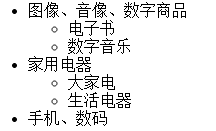 图像、音像、数字商品
电子书
数字音乐
家用电器
大家电
生活电器
手机、数码